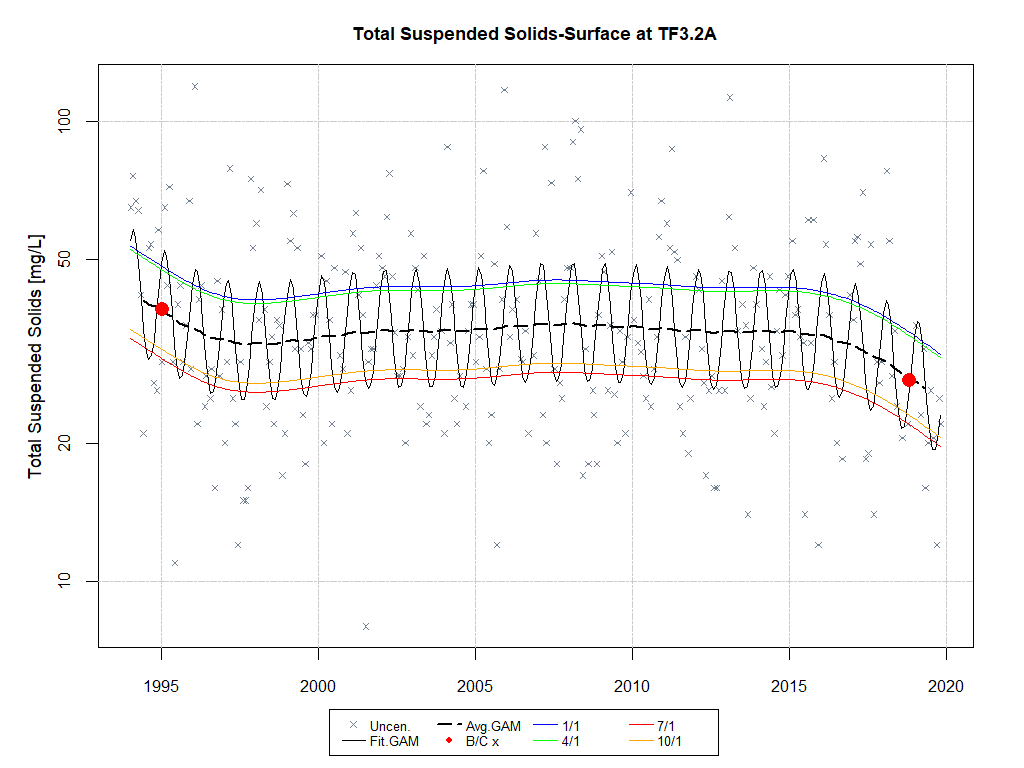 Total Suspended Solids-Surface at TF3.2A
Total Suspended Solids [mg/L]
100
50
20
10
1995 2000 2005 2010 2015 2020
Uncen. Avg.GAM 1/1 7/1
Fit.GAM B/C x 4/1 10/1